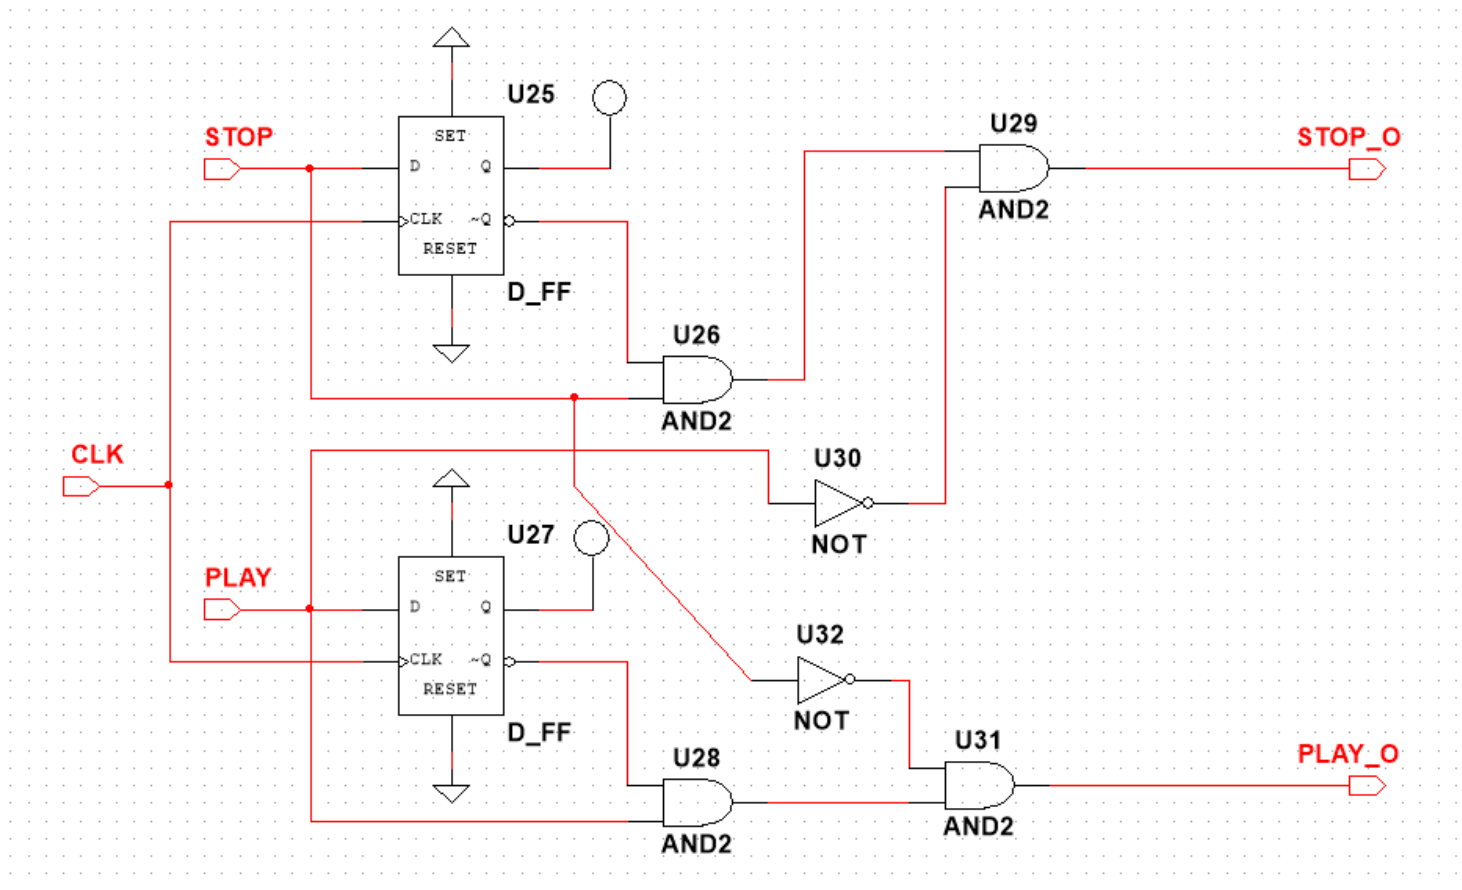 U25
STOP
SET
D
Q
CLK
~Q
RESET
D_FF
U29
AND2
STOP_O
U26
AND2
CLK
U30
NOT
U27
PLAY
SET
D
Q
CLK
~Q
RESET
D_FF
U32
NOT
U28
AND2
U31
AND2
PLAY_O